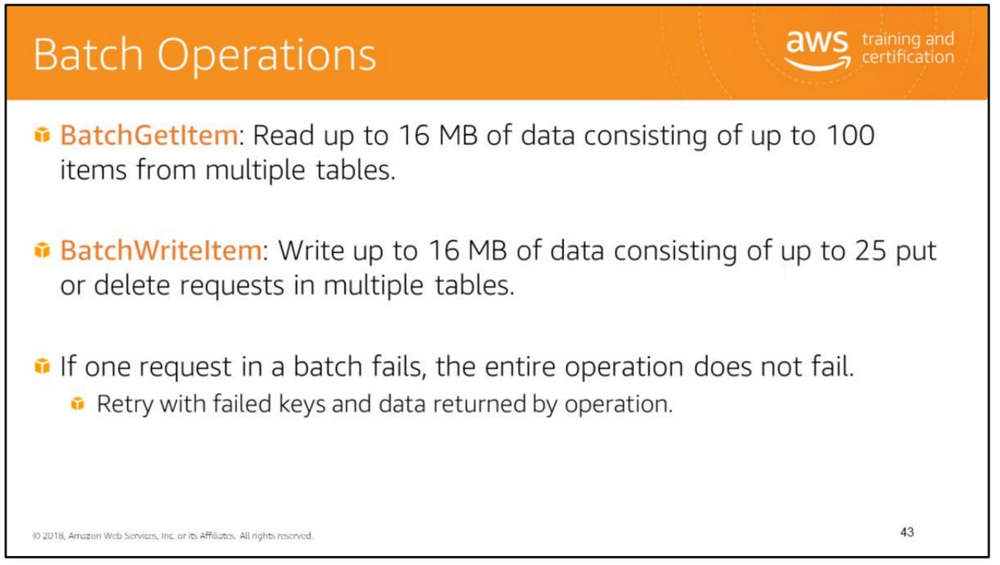 Batch Operations
aws training and
certification
BatchGetItem: Read up to 16 MB of data consisting of up to 100
items from multiple tables.
BatchWriteItem: Write up to 16 MB of data consisting of up to 25 put
or delete requests in multiple tables.
If one request in a batch fails, the entire operation does not fail.
Retry with failed keys and data returned by operation.
© 2018, Amazon Web Services, Inc. or its Affiliates. All rights reserved.
43